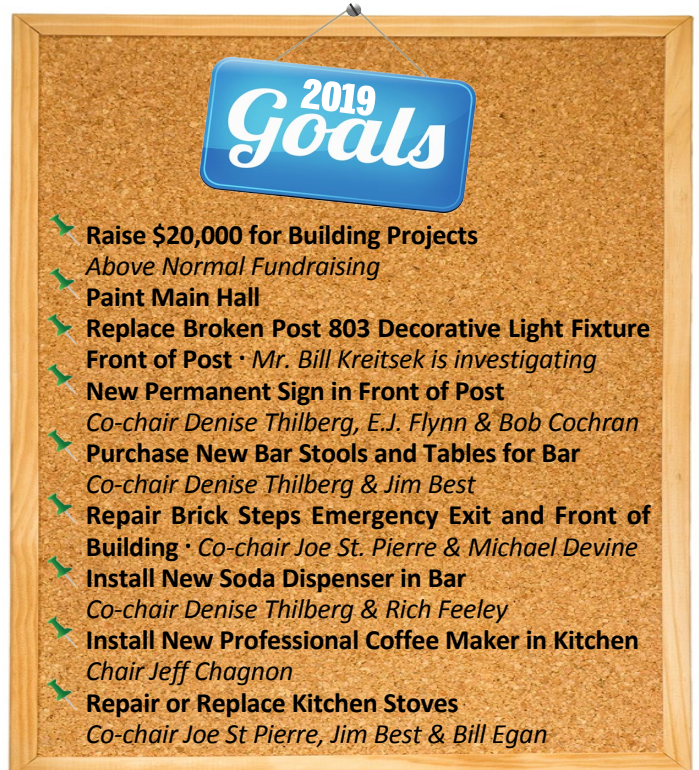 2019
Goals
Raise $20,000 for Building Projects
Above Normal Fundraising
Paint Main Hall
Replace Broken Post 803 Decorative Light Fixture
Front of Post · Mr. Bill Kreitsek is investigating
New Permanent Sign in Front of Post
Co-chair Denise Thilberg, E.J. Flynn & Bob Cochran
Purchase New Bar Stools and Tables for Bar
Co-chair Denise Thilberg & Jim Best
Repair Brick Steps Emergency Exit and Front of
Building · Co-chair Joe St. Pierre & Michael Devine
Install New Soda Dispenser in Bar
Co-chair Denise Thilberg & Rich Feeley
Install New Professional Coffee Maker in Kitchen
Chair Jeff Chagnon
Repair or Replace Kitchen Stoves
Co-chair Joe St Pierre, Jim Best & Bill Egan